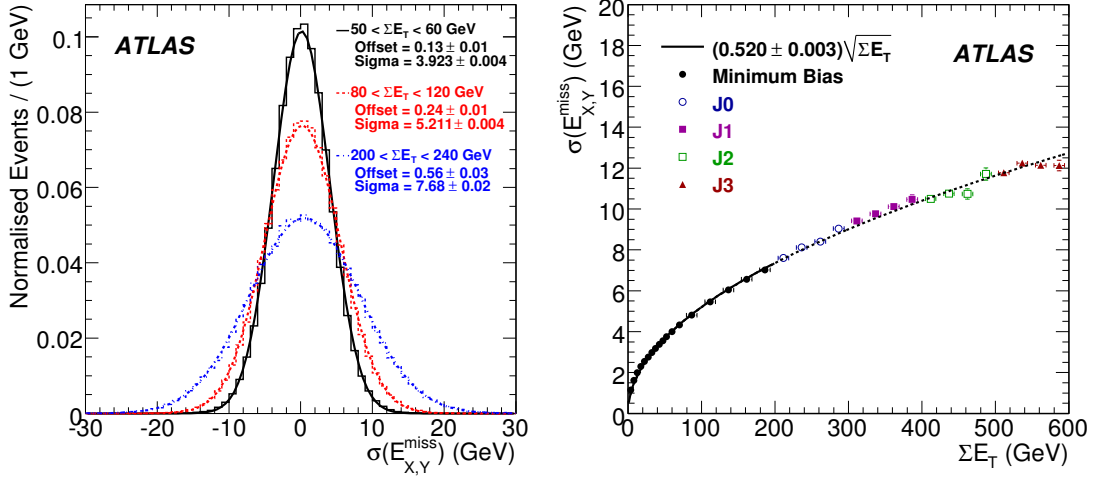 ATLAS
50 < ΣE_T < 60 GeV
Offset = 0.13± 0.01
Sigma = 3.923± 0.004
80 < ΣE_T < 120 GeV
Offset = 0.24± 0.01
Sigma = 5.211± 0.004
200 < ΣE_T < 240 GeV
Offset = 0.56± 0.03
Sigma = 7.68± 0.02
Normalised Events / (1 GeV)
0.1
0.08
0.06
0.04
0.02
0
-30 -20 -10 0 10 20 30
σ(E_{X,Y}^{miss}) (GeV)
σ(E_{X,Y}^{miss}) (GeV)
20
18
16
14
12
10
8
6
4
2
0
(0.520 ± 0.003)√ΣE_T
Minimum Bias
J0
J1
J2
J3
ATLAS
0 100 200 300 400 500 600
ΣE_T (GeV)